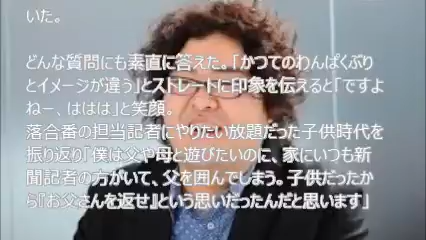 いた。
どんな質問にも素直に答えた。「かつてのわんぱくぶり
とイメージが違う」とストレートに印象を伝えると「ですよ
ねー、ははは」と笑顔。
落合番の担当記者にやりたい放題だった子供時代を
振り返り「僕は父や母と遊びたいのに、家にいつも新
聞記者の方がいて、父を囲んでしまう。子供だったか
ら『お父さんを返せ』という思いだったんだと思います」